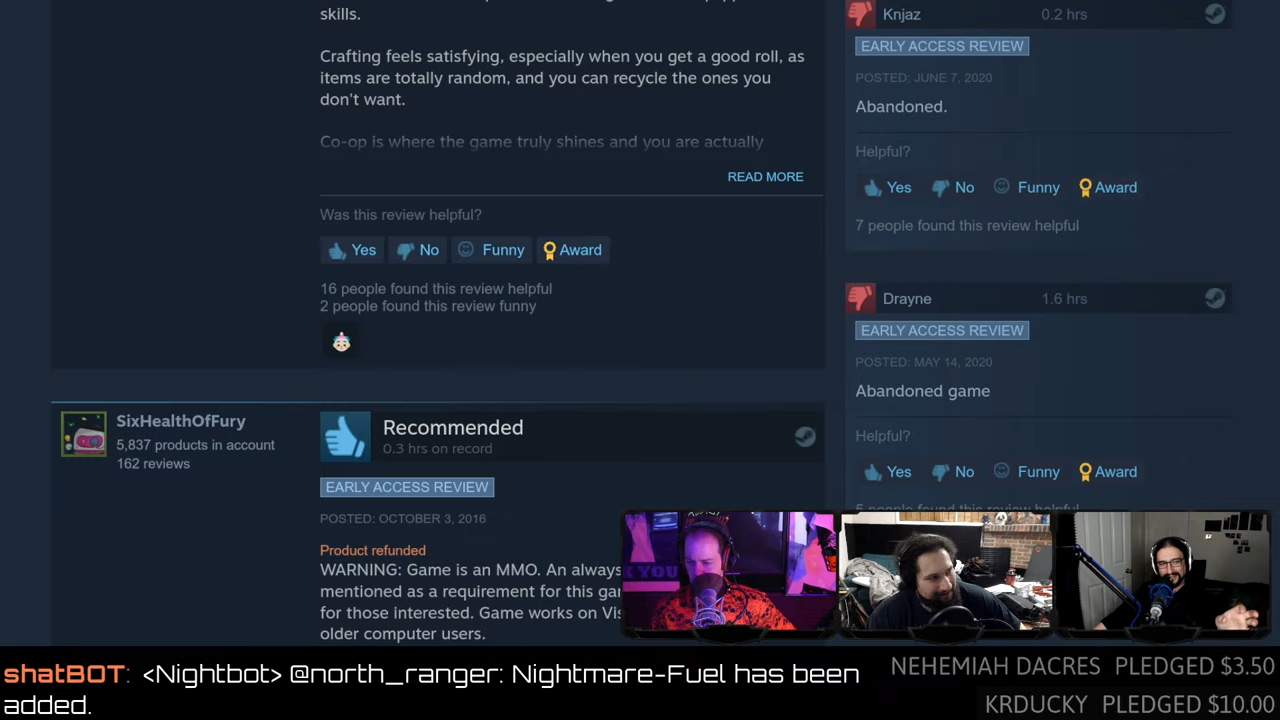 skills.
Crafting feels satisfying, especially when you get a good roll, as
items are totally random, and you can recycle the ones you
don't want.
Co-op is where the game truly shines and you are actually
READ MORE
Was this review helpful?
Yes No Funny Award
16 people found this review helpful
2 people found this review funny
SixHealthOfFury
5,837 products in account
162 reviews
Recommended
0.3 hrs on record
EARLY ACCESS REVIEW
POSTED: OCTOBER 3, 2016
Product refunded
WARNING: Game is an MMO. An always
mentioned as a requirement for this
for those interested. Game works on
older computer users.
Knjaz 0.2 hrs
EARLY ACCESS REVIEW
POSTED: JUNE 7, 2020
Abandoned.
Helpful?
Yes No Funny Award
7 people found this review helpful
Drayne 1.6 hrs
EARLY ACCESS REVIEW
POSTED: MAY 14, 2020
Abandoned game
Helpful?
Yes No Funny Award
people found this review helpful
shatBOT: <Nightbot> @north_ranger: Nightmare-Fuel has been
added.
NEHEMIAH DACRES PLEDGED $3.50
KRDUCKY PLEDGED $10.00